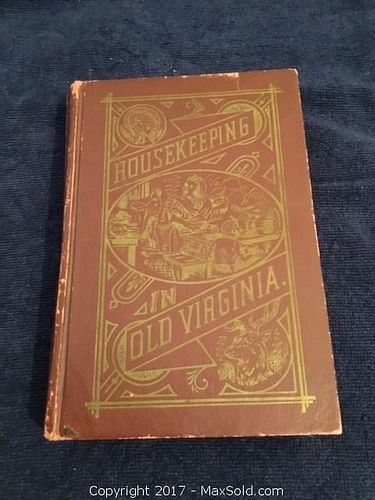 HOUSEKEEPING
IN
OLD VIRGINIA.
Copyright 2017 - MaxSold.com